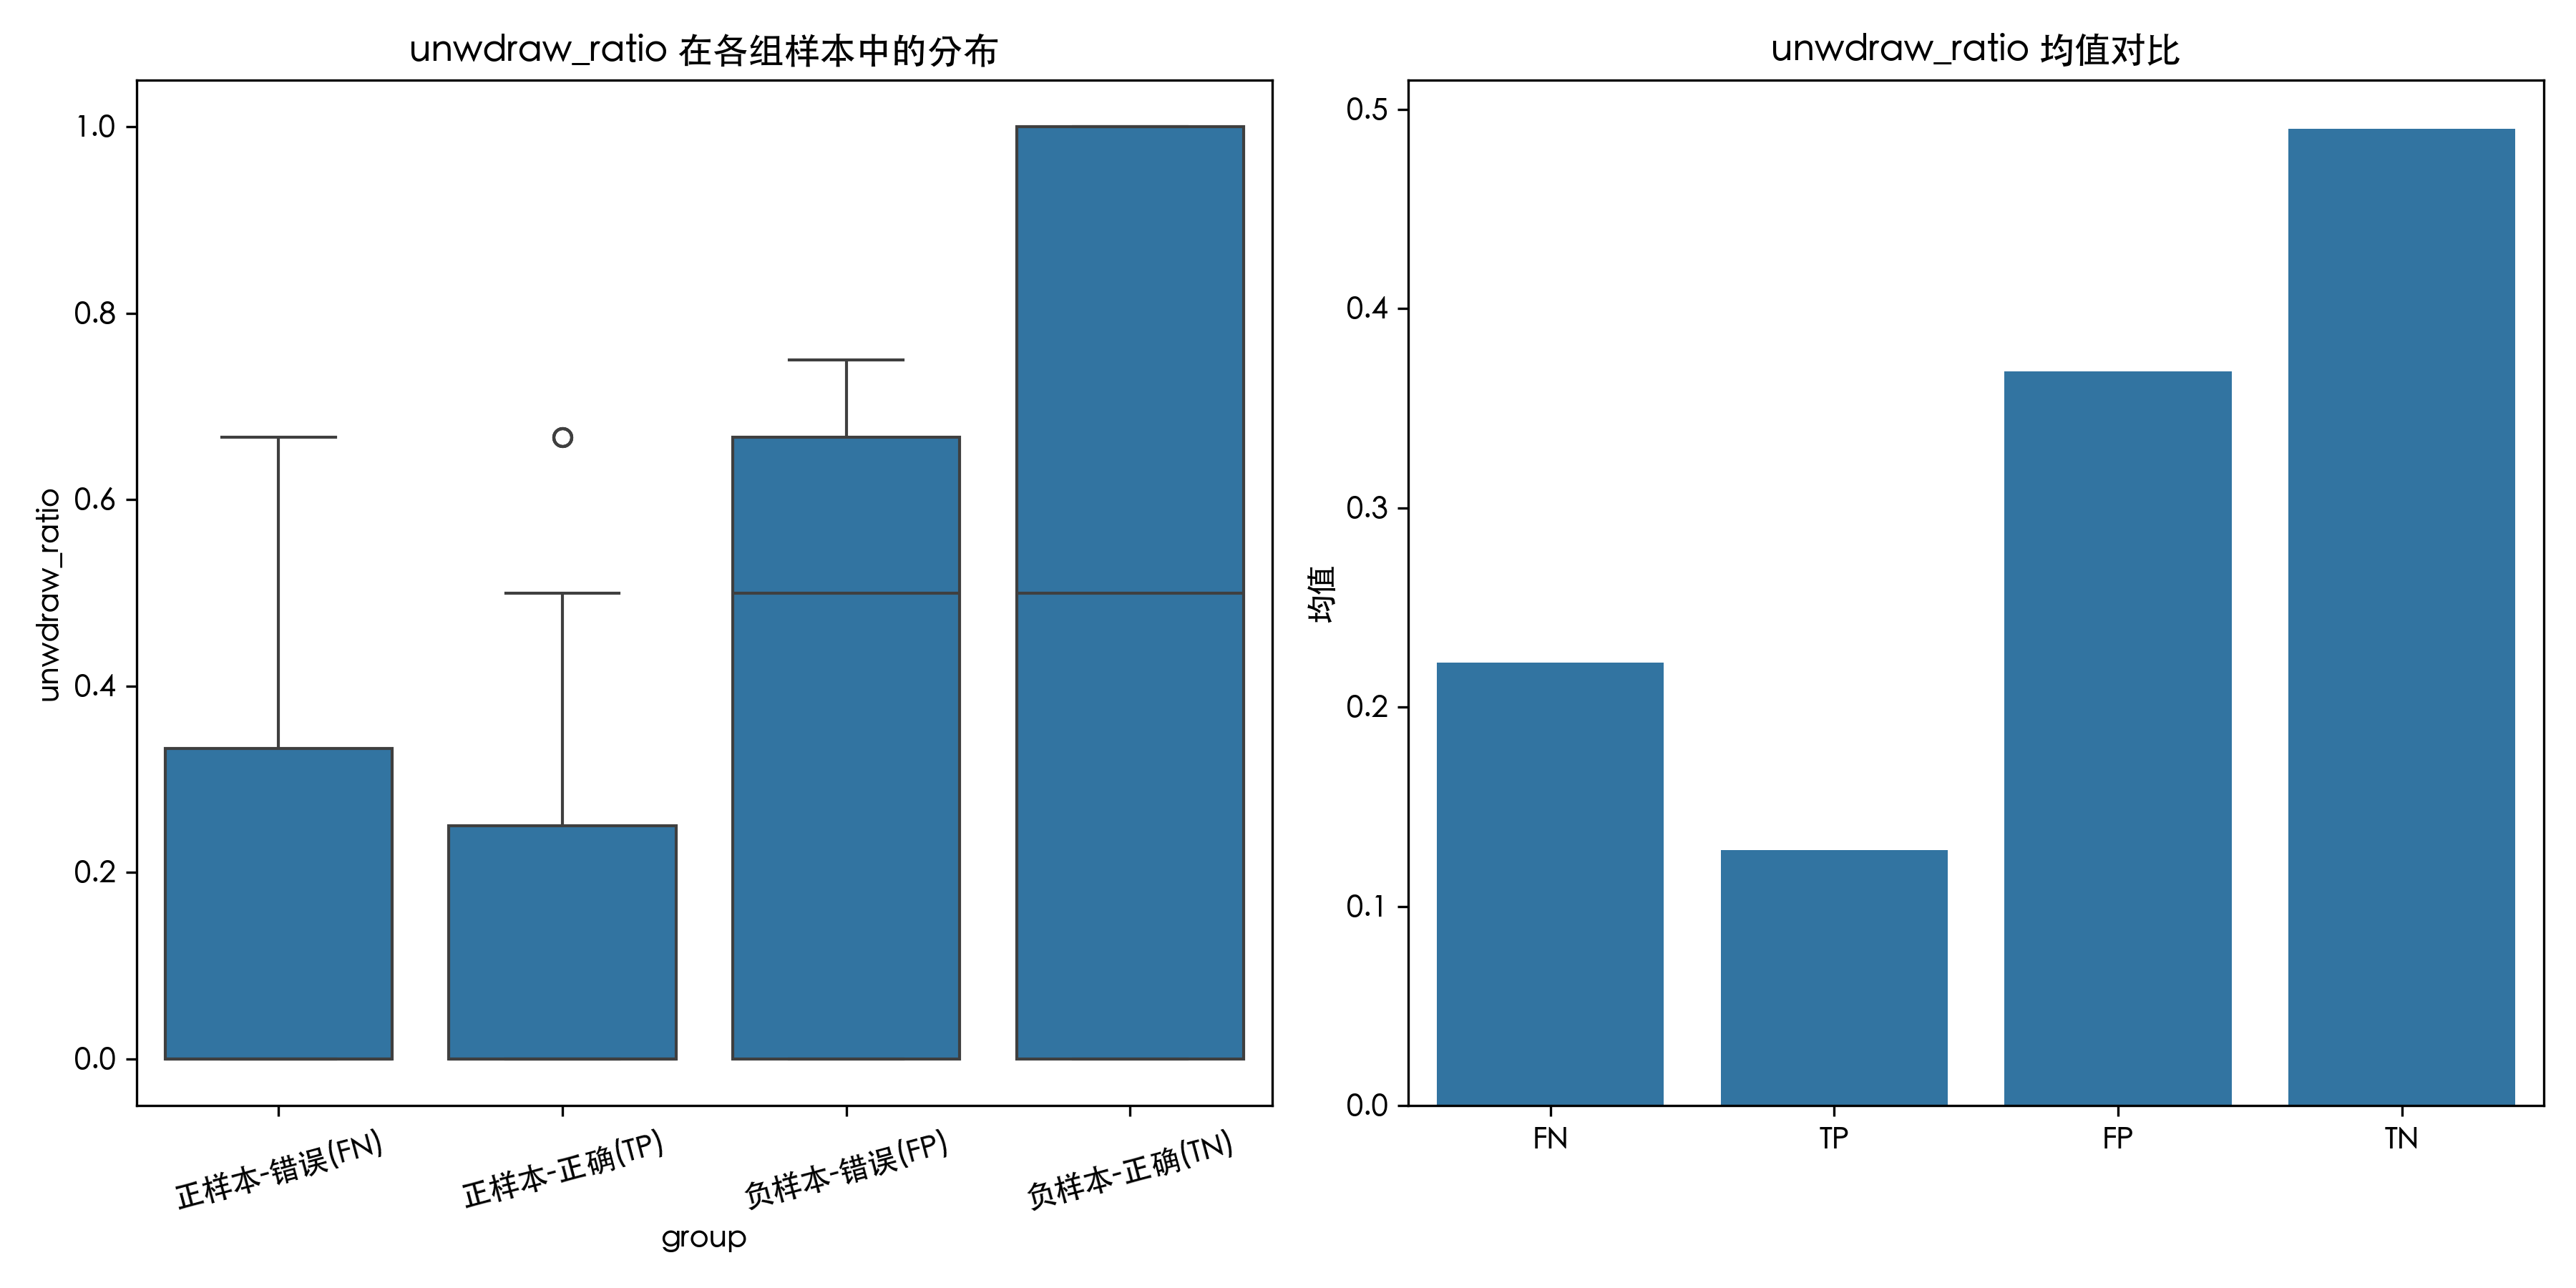 unwdraw_ratio 在各组样本中的分布
unwdraw_ratio
1.0
0.8
0.6
0.4
0.2
0.0
正样本-错误(FN)
正样本-正确(TP)
负样本-错误(FP)
负样本-正确(TN)
group
unwdraw_ratio 均值对比
均值
0.5
0.4
0.3
0.2
0.1
0.0
FN
TP
FP
TN